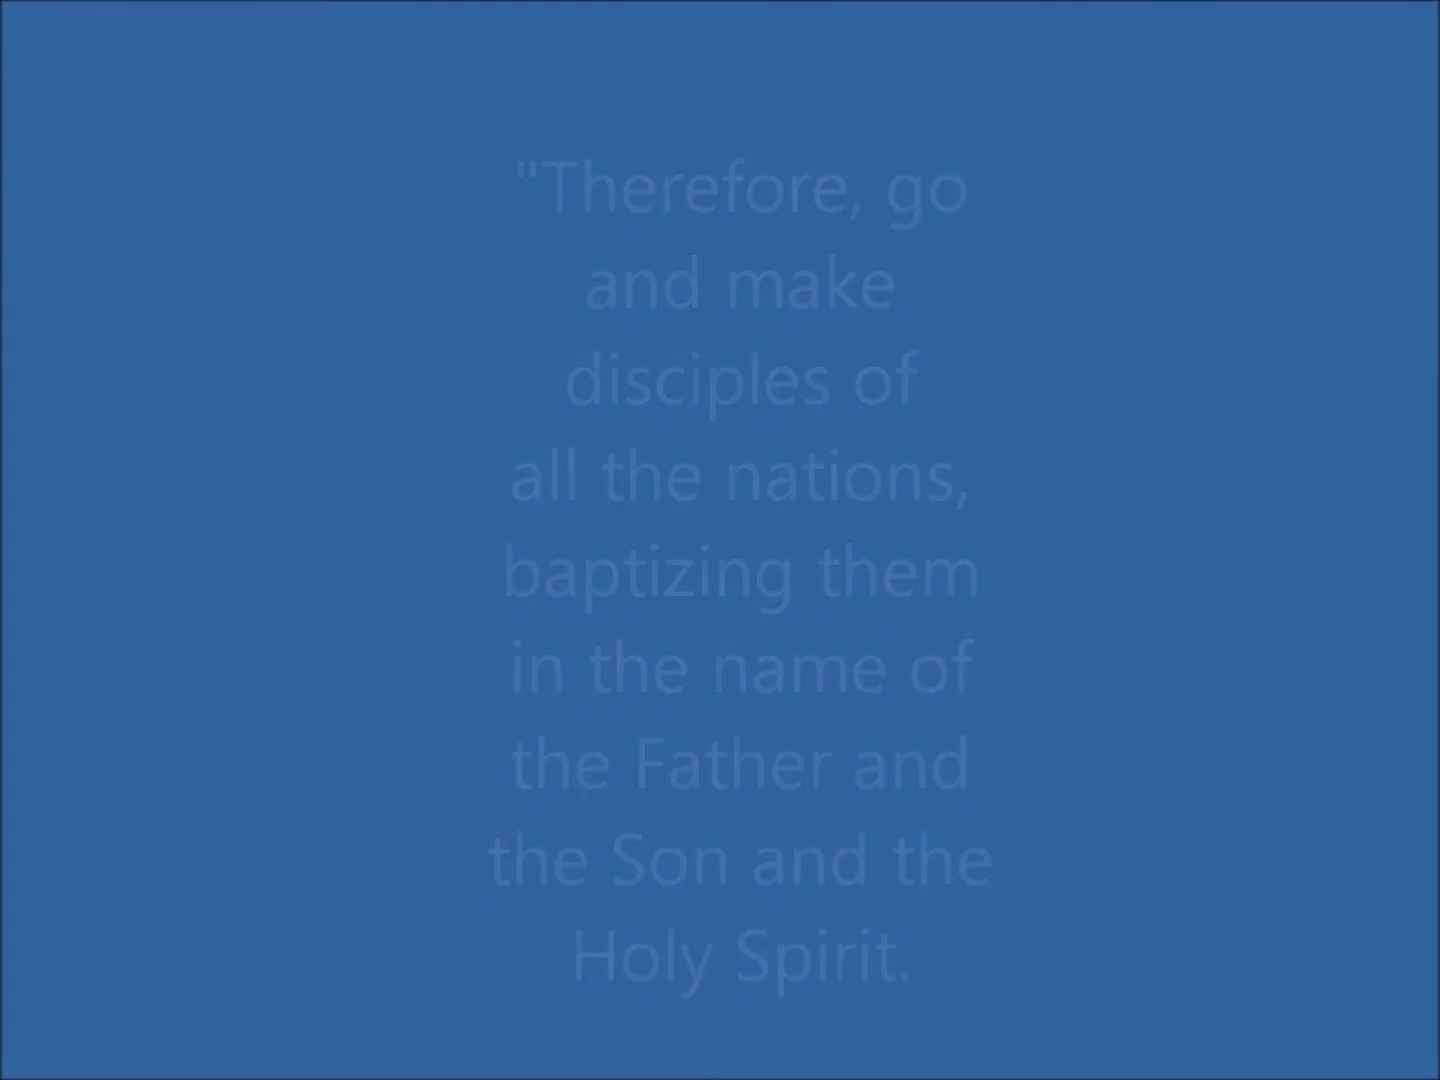 "Therefore, go
and make
disciples of
all the nations,
baptizing them
in the name of
the Father and
the Son and the
Holy Spirit.